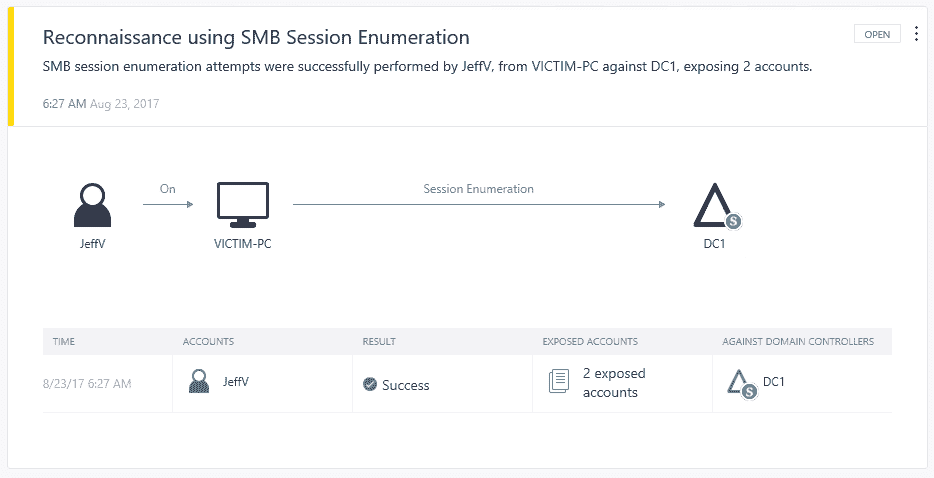 Reconnaissance using SMB Session Enumeration
OPEN
SMB session enumeration attempts were successfully performed by JeffV, from VICTIM-PC against DC1, exposing 2 accounts.
6:27 AM Aug 23, 2017
On
Session Enumeration
JeffV
VICTIM-PC
$
DC1
TIME ACCOUNTS RESULT EXPOSED ACCOUNTS AGAINST DOMAIN CONTROLLERS
8/23/17 6:27 AM JeffV Success 2 exposed accounts $ DC1